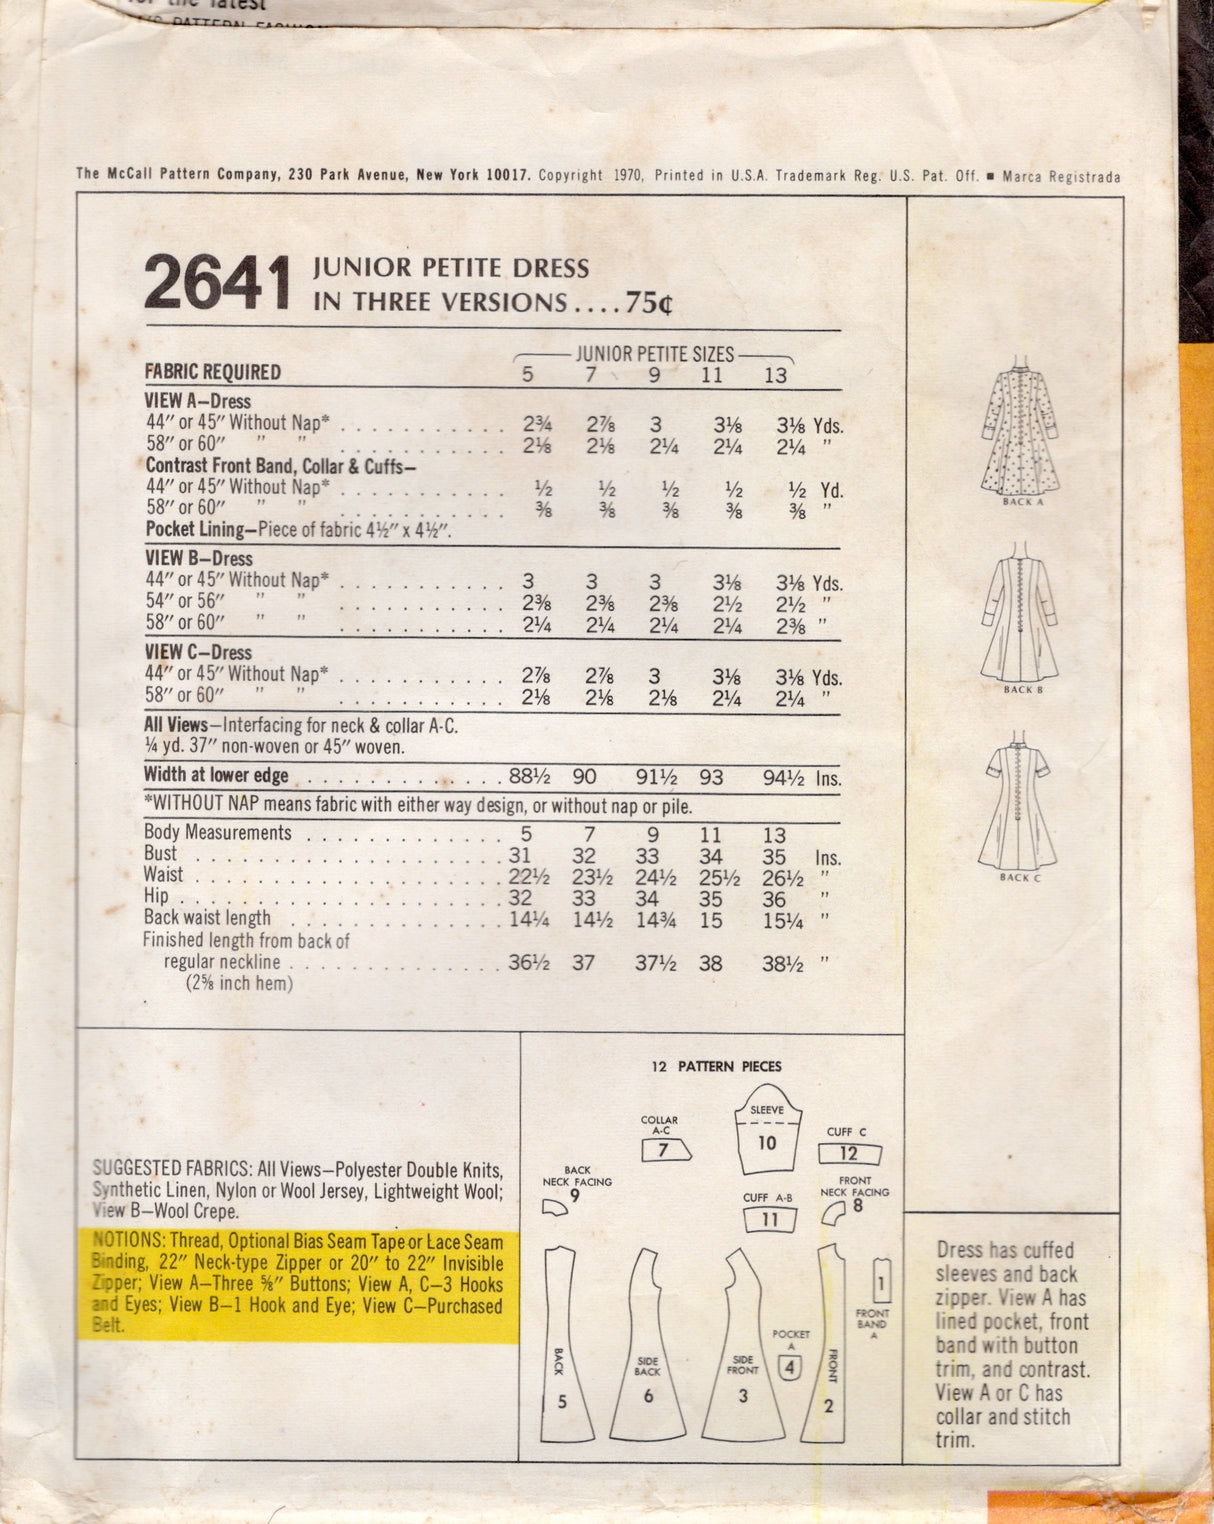 for the latest
PATTERN
The McCall Pattern Company, 230 Park Avenue, New York 10017. Copyright 1970, Printed in U.S.A. Trademark Reg. U.S. Pat. Off. ■ Marca Registrada
2641 JUNIOR PETITE DRESS
IN THREE VERSIONS....75¢
JUNIOR PETITE SIZES
FABRIC REQUIRED 5 7 9 11 13
VIEW A—Dress
44" or 45" Without Nap* . . . . . . . . . . . 2¾ 2⅞ 3 3⅛ 3⅛ Yds.
58" or 60" " " . . . . . . . . . . . 2⅛ 2⅛ 2¼ 2¼ 2¼ "
Contrast Front Band, Collar & Cuffs—
44" or 45" Without Nap* . . . . . . . . . . . ½ ½ ½ ½ ½ Yd.
58" or 60" " " . . . . . . . . . . . ⅜ ⅜ ⅜ ⅜ ⅜ "
Pocket Lining—Piece of fabric 4½" x 4½".
VIEW B—Dress
44" or 45" Without Nap* . . . . . . . . . . . 3 3 3 3⅛ 3⅛ Yds.
54" or 56" " " . . . . . . . . . . . 2⅜ 2⅜ 2⅜ 2½ 2½ "
58" or 60" " " . . . . . . . . . . . 2¼ 2¼ 2¼ 2¼ 2⅜ "
VIEW C—Dress
44" or 45" Without Nap* . . . . . . . . . . . 2⅞ 2⅞ 3 3⅛ 3⅛ Yds.
58" or 60" " " . . . . . . . . . . . 2⅛ 2⅛ 2⅛ 2¼ 2¼ "
All Views—Interfacing for neck & collar A-C.
¼ yd. 37" non-woven or 45" woven.
Width at lower edge . . . . . . . . . . . . . 88½ 90 91½ 93 94½ Ins.
*WITHOUT NAP means fabric with either way design, or without nap or pile.
Body Measurements . . . . . . . . . . . . . 5 7 9 11 13
Bust . . . . . . . . . . . . . . . . . . . . . . 31 32 33 34 35 Ins.
Waist . . . . . . . . . . . . . . . . . . . . . . 22½ 23½ 24½ 25½ 26½ "
Hip . . . . . . . . . . . . . . . . . . . . . . . 32 33 34 35 36 "
Back waist length . . . . . . . . . . . . . . 14¼ 14½ 14¾ 15 15¼ "
Finished length from back of
regular neckline . . . . . . . . . . . . . . 36½ 37 37½ 38 38½ "
(2⅝ inch hem)
BACK A
BACK B
BACK C
SUGGESTED FABRICS: All Views—Polyester Double Knits,
Synthetic Linen, Nylon or Wool Jersey, Lightweight Wool;
View B—Wool Crepe.
NOTIONS: Thread, Optional Bias Seam Tape or Lace Seam
Binding, 22" Neck-type Zipper or 20" to 22" Invisible
Zipper; View A—Three ⅝" Buttons; View A, C—3 Hooks
and Eyes; View B—1 Hook and Eye; View C—Purchased
Belt.
12 PATTERN PIECES
COLLAR
A-C
7
SLEEVE
10
CUFF C
12
BACK
NECK FACING
9
CUFF A-B
11
FRONT
NECK FACING
8
BACK
5
SIDE
BACK
6
SIDE
FRONT
3
POCKET
A
4
FRONT
2
1
FRONT
BAND
A
Dress has cuffed
sleeves and back
zipper. View A has
lined pocket, front
band with button
trim, and contrast.
View A or C has
collar and stitch
trim.